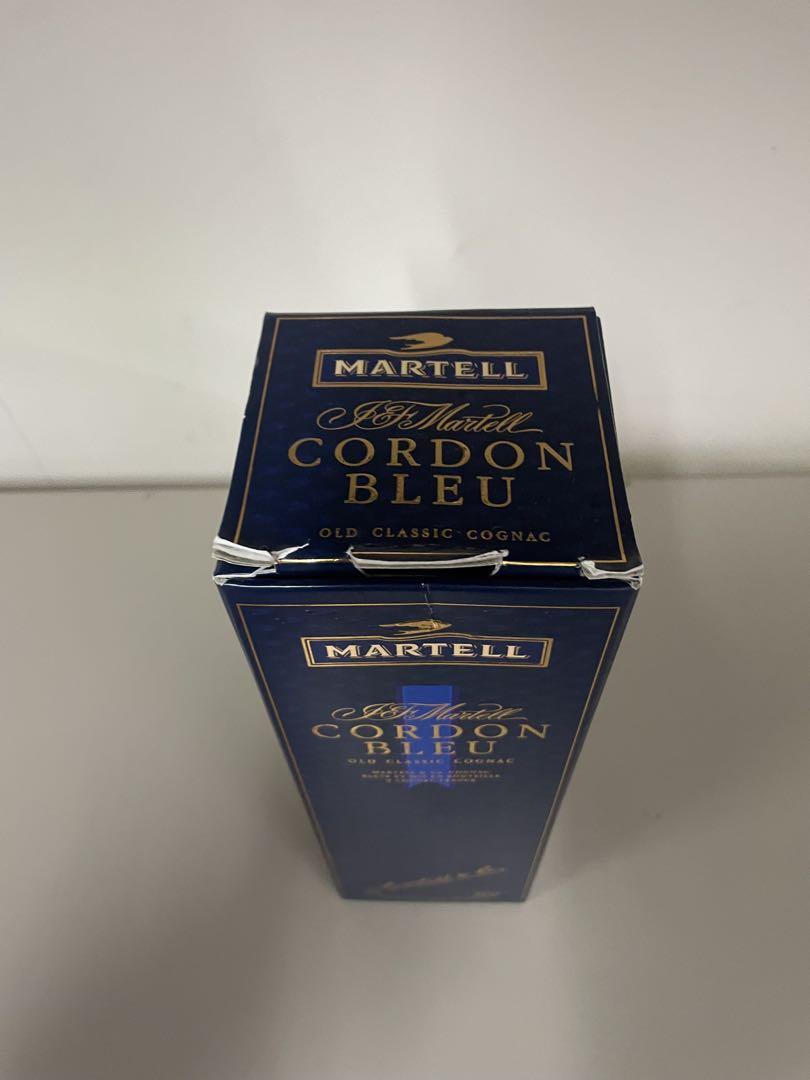 MARTELL
J&F Martell
CORDON
BLEU
OLD CLASSIC COGNAC
MARTELL
J&F Martell
CORDON
BLEU
OLD CLASSIC COGNAC